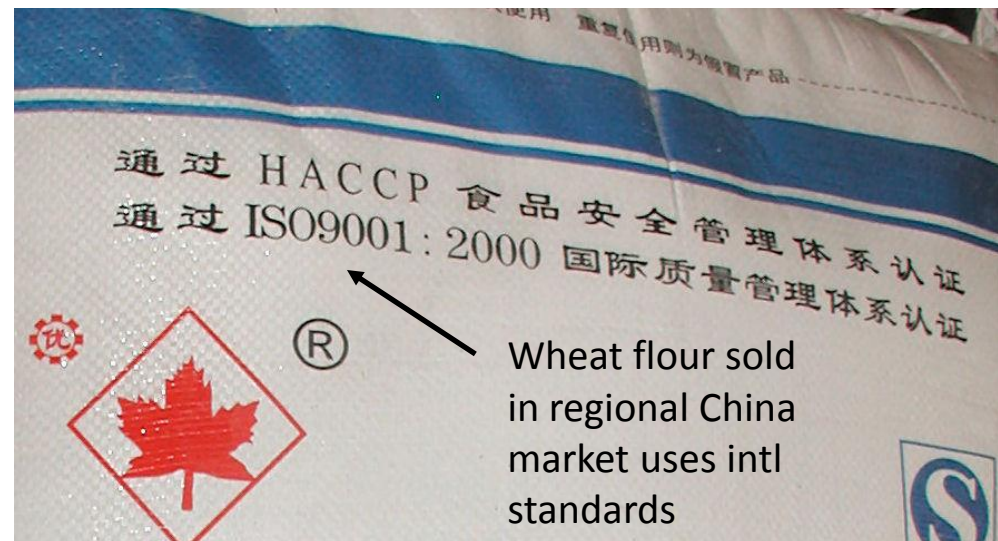 使用 重复使用则为假冒产品
通过 HACCP 食品安全管理体系认证
通过 ISO9001:2000 国际质量管理体系认证
优
®
Wheat flour sold
in regional China
market uses intl
standards
S